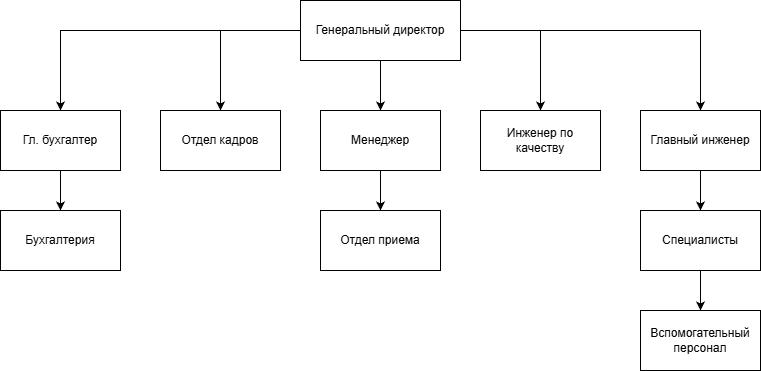 Генеральный директор
Гл. бухгалтер
Отдел кадров
Менеджер
Инженер по
качеству
Главный инженер
Бухгалтерия
Отдел приема
Специалисты
Вспомогательный
персонал